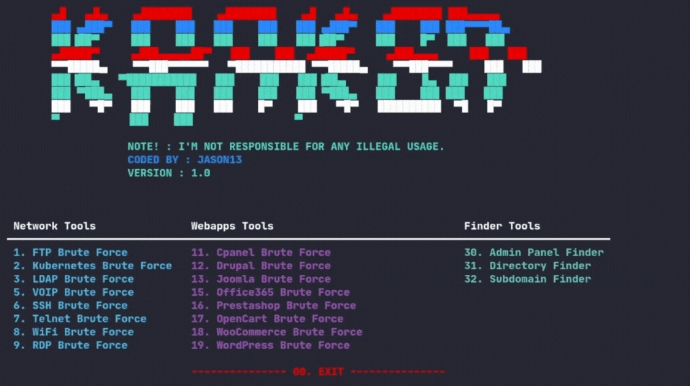 KRAKEN
NOTE! : I'M NOT RESPONSIBLE FOR ANY ILLEGAL USAGE.
CODED BY : JASON13
VERSION : 1.0
Network Tools Webapps Tools Finder Tools
1. FTP Brute Force 11. Cpanel Brute Force 30. Admin Panel Finder
2. Kubernetes Brute Force 12. Drupal Brute Force 31. Directory Finder
3. LDAP Brute Force 13. Joomla Brute Force 32. Subdomain Finder
5. VOIP Brute Force 15. Office365 Brute Force
6. SSH Brute Force 16. Prestashop Brute Force
7. Telnet Brute Force 17. OpenCart Brute Force
8. WiFi Brute Force 18. WooCommerce Brute Force
9. RDP Brute Force 19. WordPress Brute Force
--------------- 00. EXIT ---------------